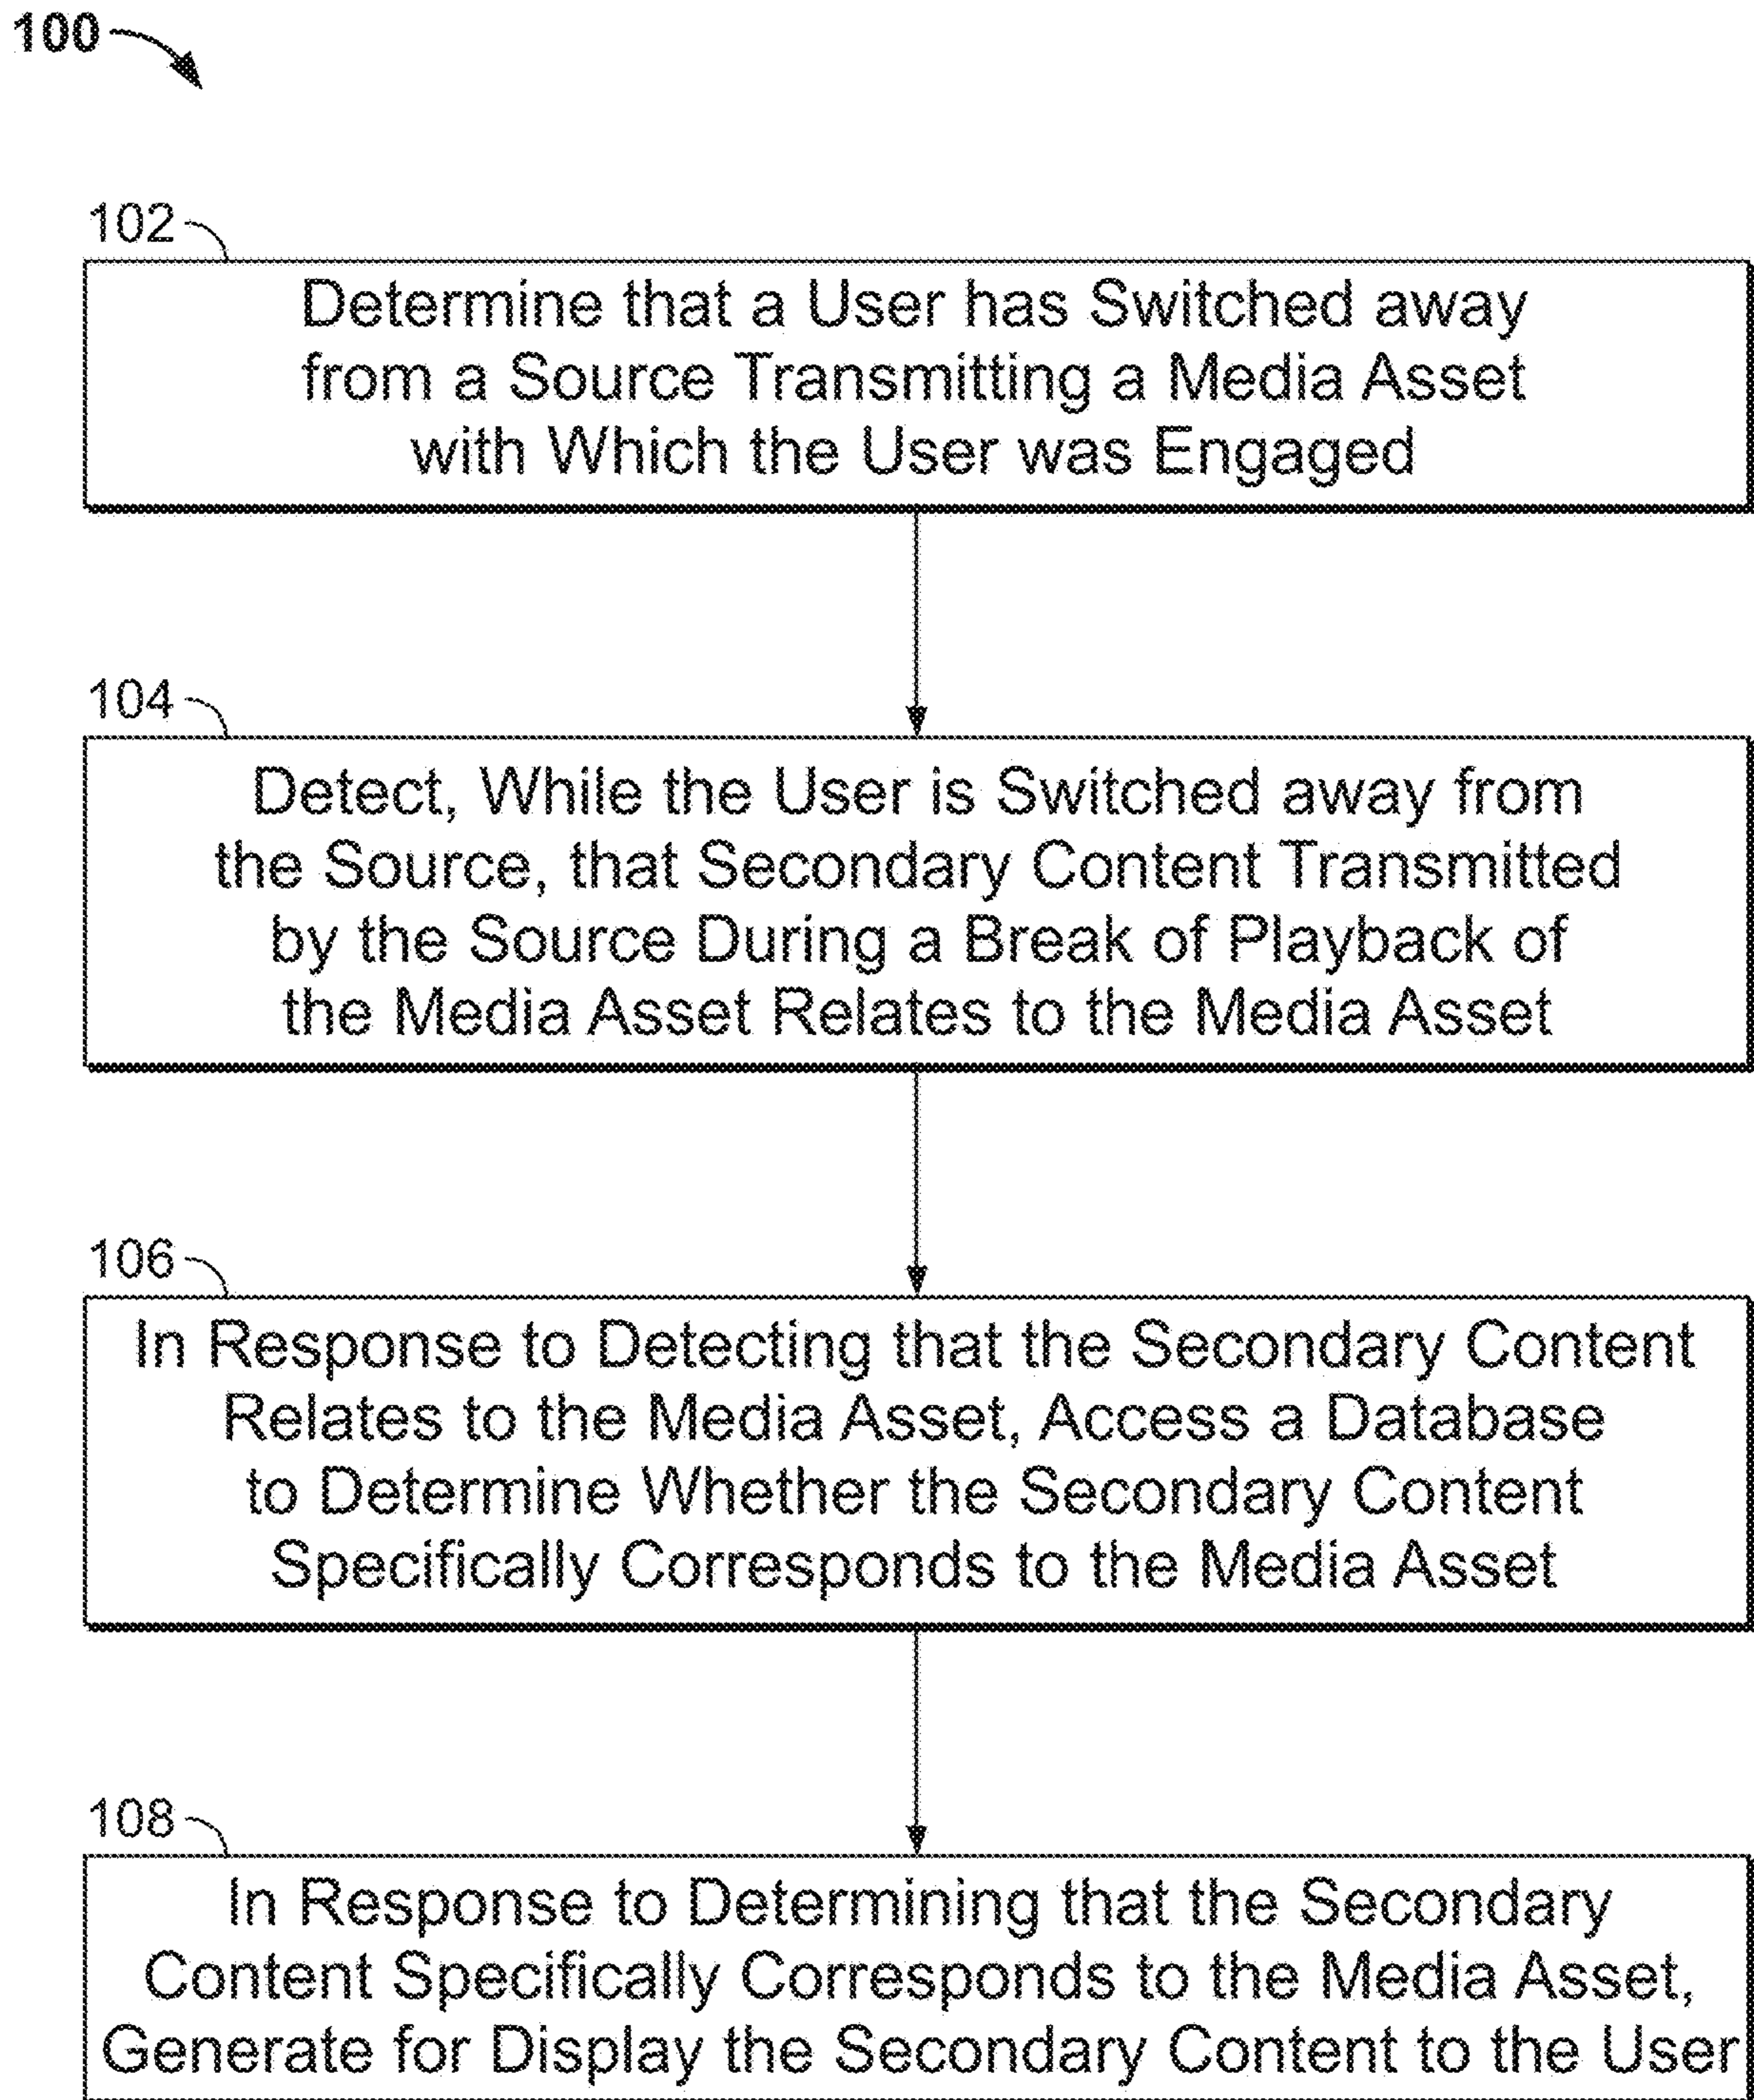 100
102
Determine that a User has Switched away
from a Source Transmitting a Media Asset
with Which the User was Engaged
104
Detect, While the User is Switched away from
the Source, that Secondary Content Transmitted
by the Source During a Break of Playback of
the Media Asset Relates to the Media Asset
106
In Response to Detecting that the Secondary Content
Relates to the Media Asset, Access a Database
to Determine Whether the Secondary Content
Specifically Corresponds to the Media Asset
108
In Response to Determining that the Secondary
Content Specifically Corresponds to the Media Asset,
Generate for Display the Secondary Content to the User